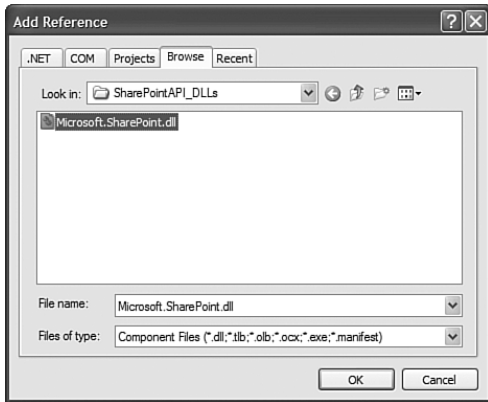 Add Reference
.NET COM Projects Browse Recent
Look in: SharePointAPI_DLLs
Microsoft.SharePoint.dll
File name: Microsoft.SharePoint.dll
Files of type: Component Files (*.dll;*.tlb;*.olb;*.ocx;*.exe;*.manifest)
OK Cancel